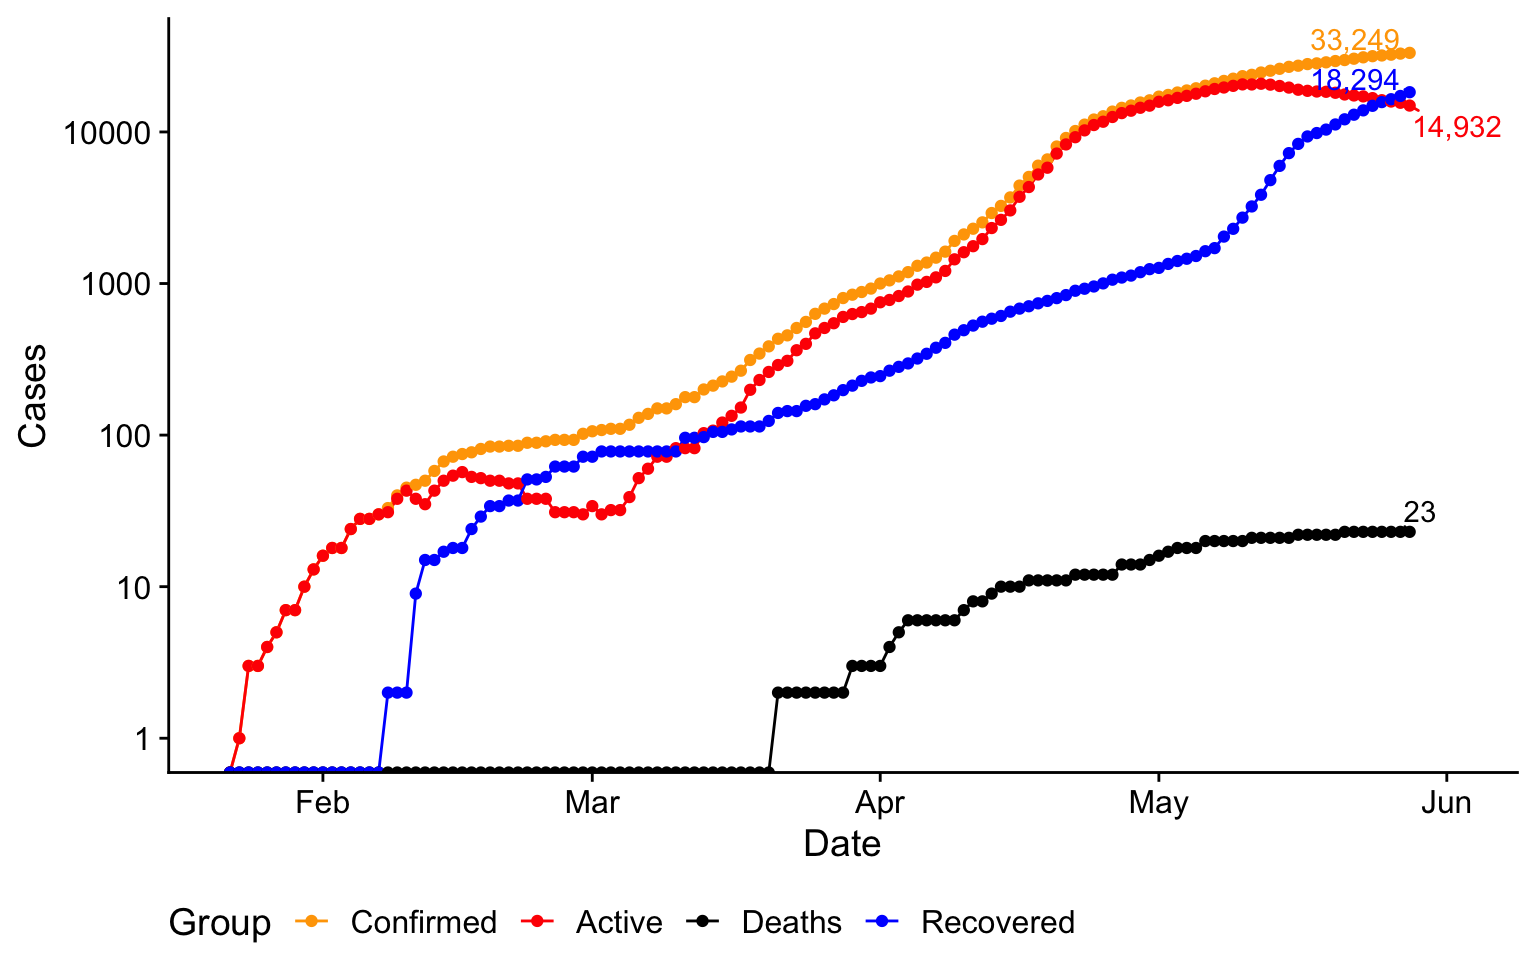 33,249
18,294
14,932
10000
1000
100
10
1
23
Cases
Feb Mar Apr May Jun
Date
Group Confirmed Active Deaths Recovered